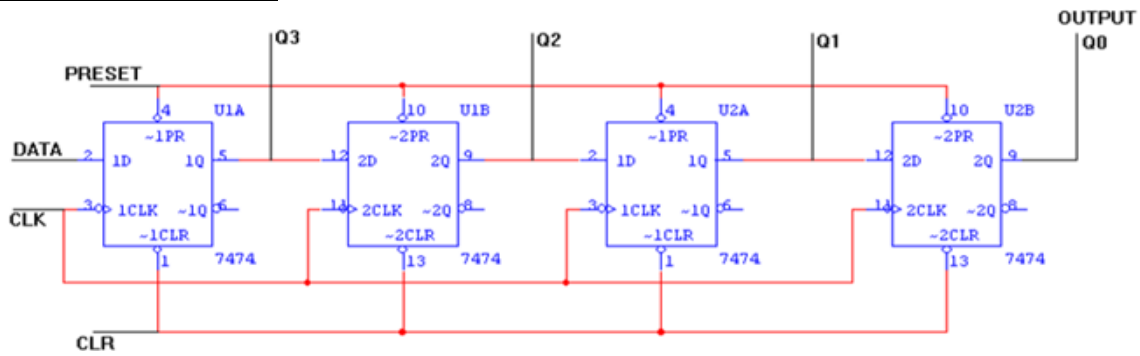 OUTPUT
Q3 Q2 Q1 Q0
PRESET
4 U1A 10 U1B 4 U2A 10 U2B
~1PR ~2PR ~1PR ~2PR
DATA 2 1D 1Q 5 12 2D 2Q 9 2 1D 1Q 5 12 2D 2Q 9
CLK 3 1CLK ~1Q 6 11 2CLK ~2Q 8 3 1CLK ~1Q 6 11 2CLK ~2Q 8
~1CLR ~2CLR ~1CLR ~2CLR
1 7474 13 7474 1 7474 13 7474
CLR